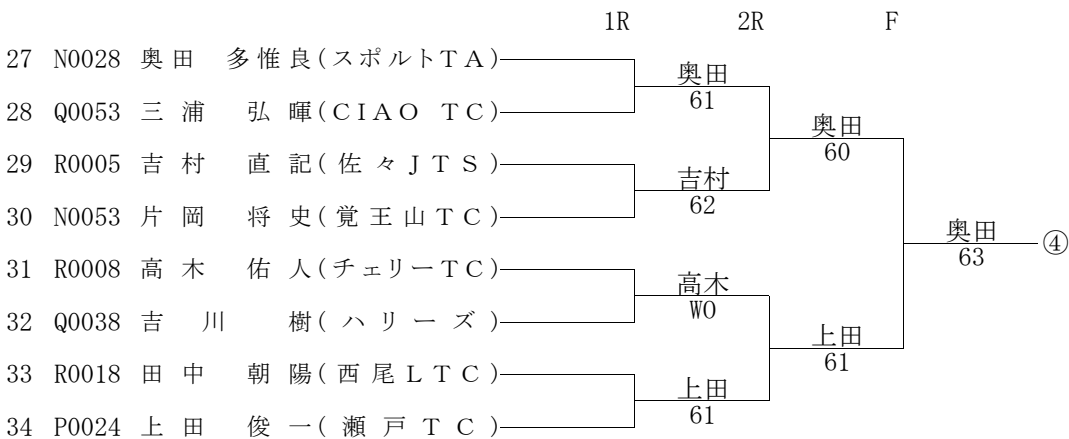 1R 2R F
27 N0028 奥田 多惟良(スポルトTA)
奥田
28 Q0053 三浦 弘暉(CIAO TC)
61
奥田
29 R0005 吉村 直記(佐々JTS)
60
吉村
30 N0053 片岡 将史(覚王山TC)
62
奥田
④
63
31 R0008 高木 佑人(チェリーTC)
高木
32 Q0038 吉川 樹(ハリーズ)
WO
上田
33 R0018 田中 朝陽(西尾LTC)
61
上田
34 P0024 上田 俊一(瀬戸TC)
61